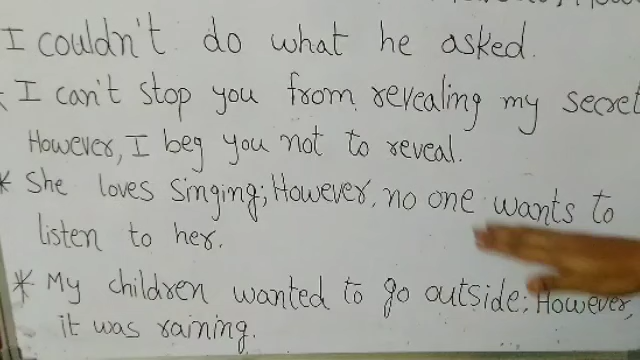 I couldn't do what he asked.
* I can't stop you from revealing my secret
However, I beg you not to reveal.
* She loves singing; However, no one wants to
listen to her.
* My children wanted to go outside; However,
it was raining.